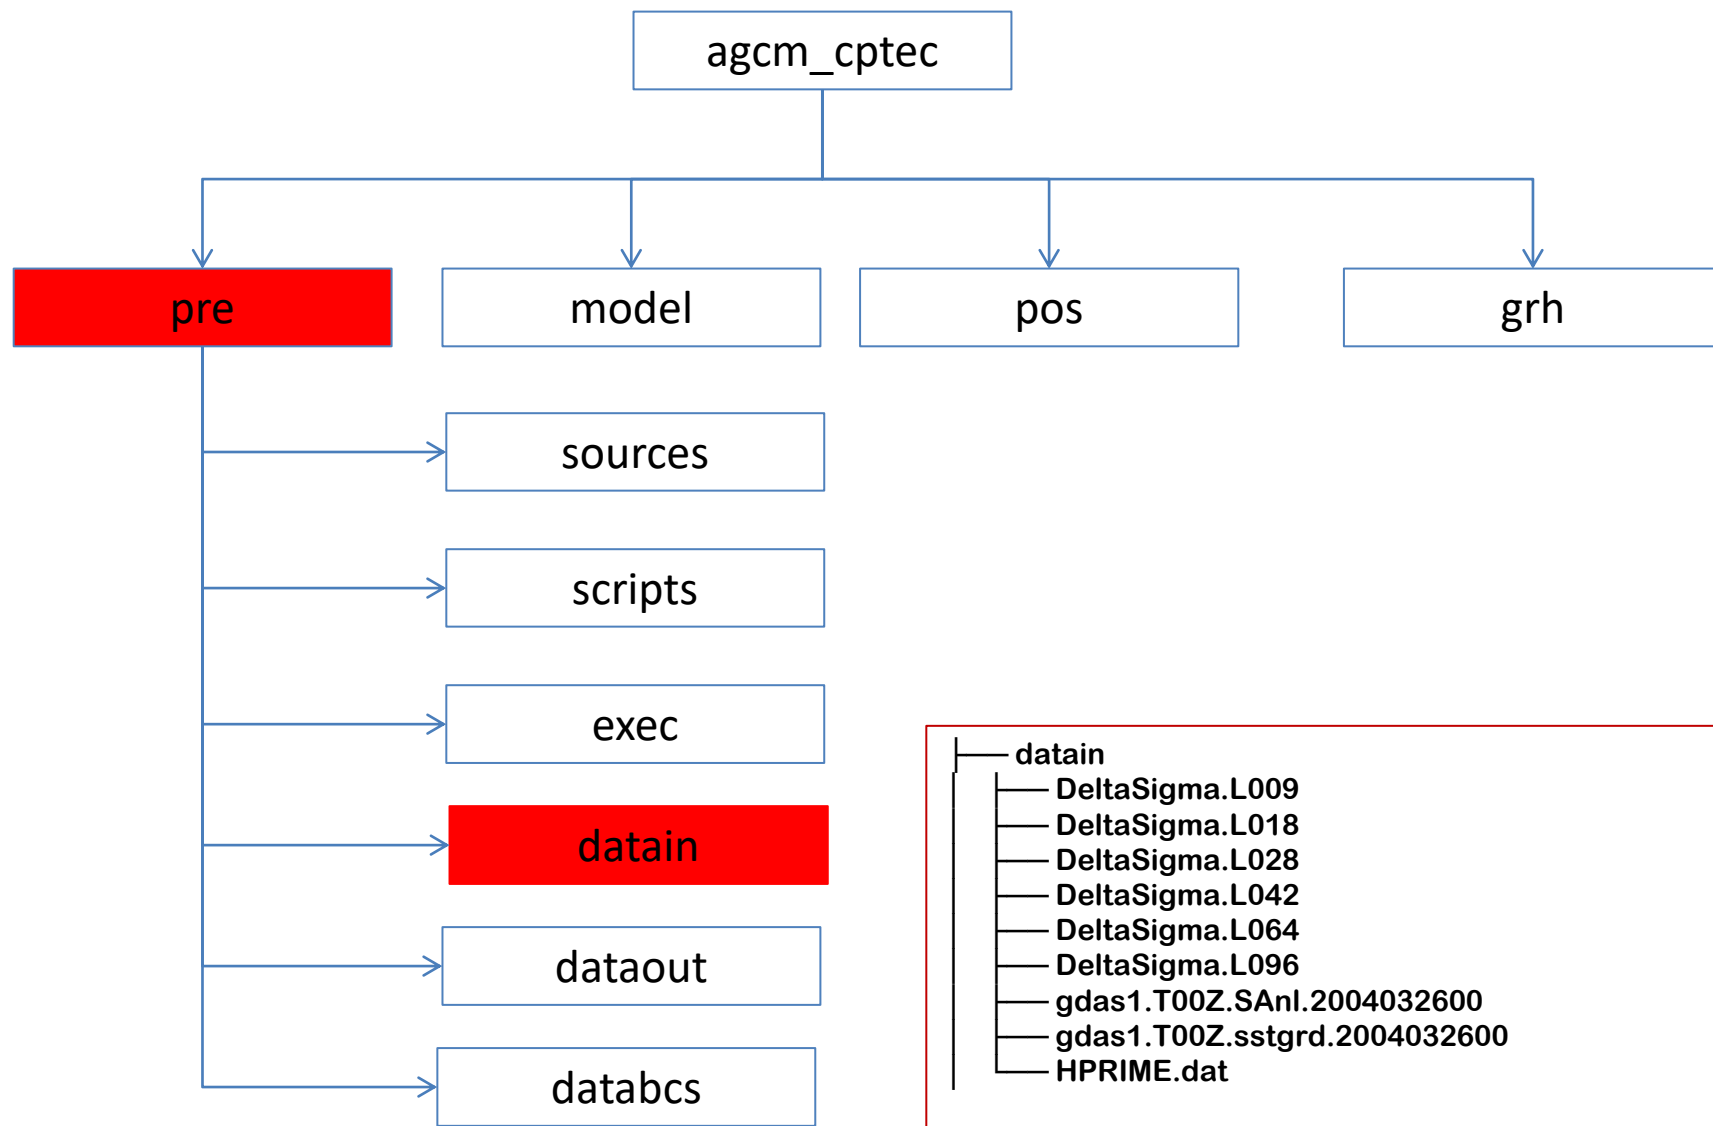 agcm_cptec
pre
model
pos
grh
sources
scripts
exec
datain
dataout
databcs
datain
DeltaSigma.L009
DeltaSigma.L018
DeltaSigma.L028
DeltaSigma.L042
DeltaSigma.L064
DeltaSigma.L096
gdas1.T00Z.SAnl.2004032600
gdas1.T00Z.sstgrd.2004032600
HPRIME.dat